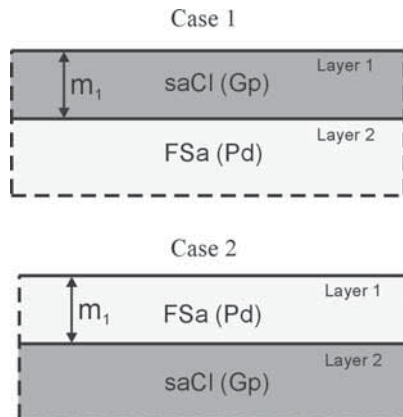 Case 1
Layer 1
m₁
saCl (Gp)
Layer 2
FSa (Pd)
Case 2
Layer 1
m₁
FSa (Pd)
Layer 2
saCl (Gp)